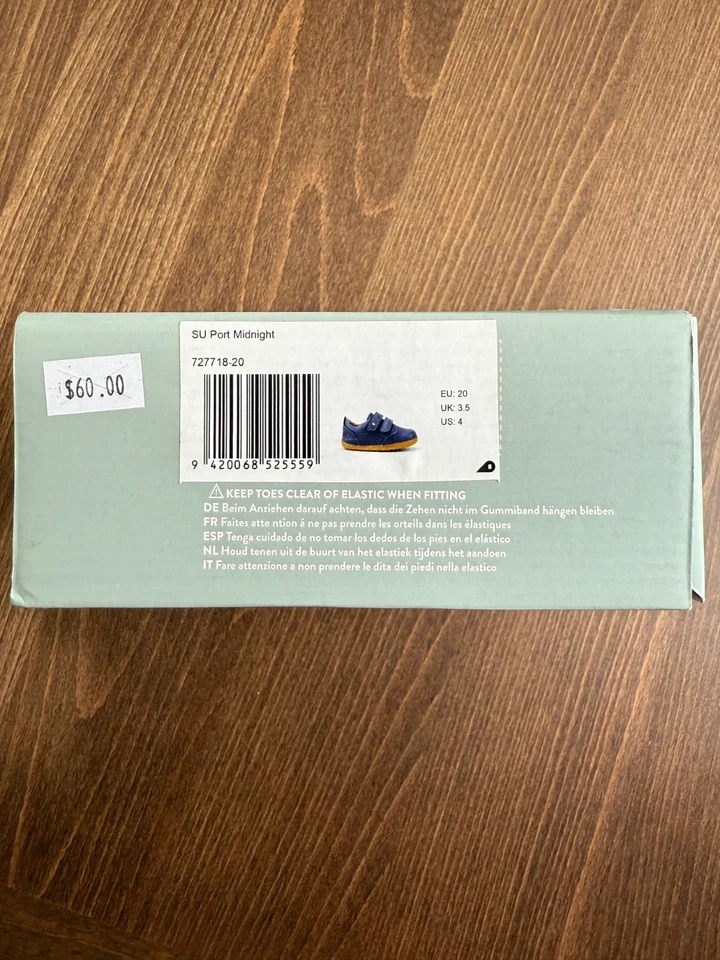 SU Port Midnight
727718-20
$60.00
EU: 20
UK: 3.5
US: 4
9 420068 525559
KEEP TOES CLEAR OF ELASTIC WHEN FITTING
DE Beim Anziehen darauf achten, dass die Zehen nicht im Gummiband hängen bleiben
FR Faites atte ntion á ne pas prendre les orteils dans les ëlastiques
ESP Tenga cuidado de no tomar los dedos de los pies en el elástico
NL Houd tenen uit de buurt van het elastiek tijdens het aandoen
IT Fare attenzione a non prendere le dita dei piedi nella elastico